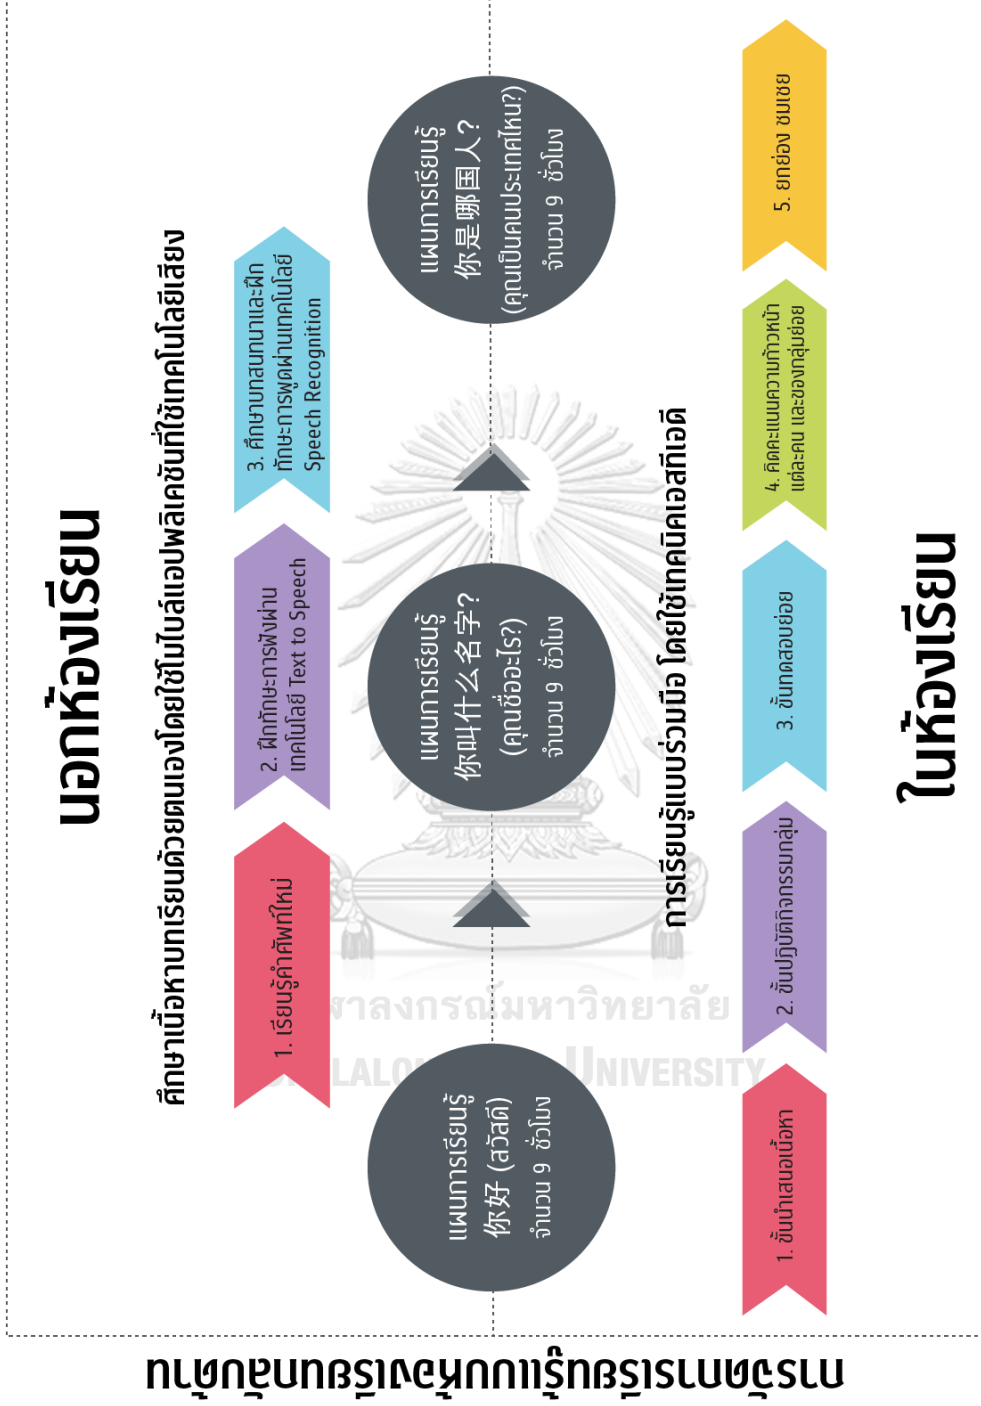 การจัดการเรียนรู้แบบห้องเรียนกลับด้าน
นอกห้องเรียน
ศึกษาเนื้อหาบทเรียนด้วยตนเองโดยใช้โมไบล์แอปพลิเคชันที่ใช้เทคโนโลยีเสียง
1. เรียนรู้คำศัพท์ใหม่
2. ฝึกทักษะการฟังผ่าน
เทคโนโลยี Text to Speech
3. ศึกษาบทสนทนาและฝึก
ทักษะการพูดผ่านเทคโนโลยี
Speech Recognition
แผนการเรียนรู้
你好 (สวัสดี)
จำนวน 9 ชั่วโมง
แผนการเรียนรู้
你叫什么名字?
(คุณชื่ออะไร?)
จำนวน 9 ชั่วโมง
แผนการเรียนรู้
你是哪国人?
(คุณเป็นคนประเทศไหน?)
จำนวน 9 ชั่วโมง
การเรียนรู้แบบร่วมมือ โดยใช้เทคนิคเอสทีเอดี
1. ขั้นนำเสนอเนื้อหา
2. ขั้นปฏิบัติกิจกรรมกลุ่ม
3. ขั้นทดสอบย่อย
4. คิดคะแนนความก้าวหน้า
แต่ละคน และของกลุ่มย่อย
5. ยกย่อง ชมเชย
ในห้องเรียน
UNIVERSITY